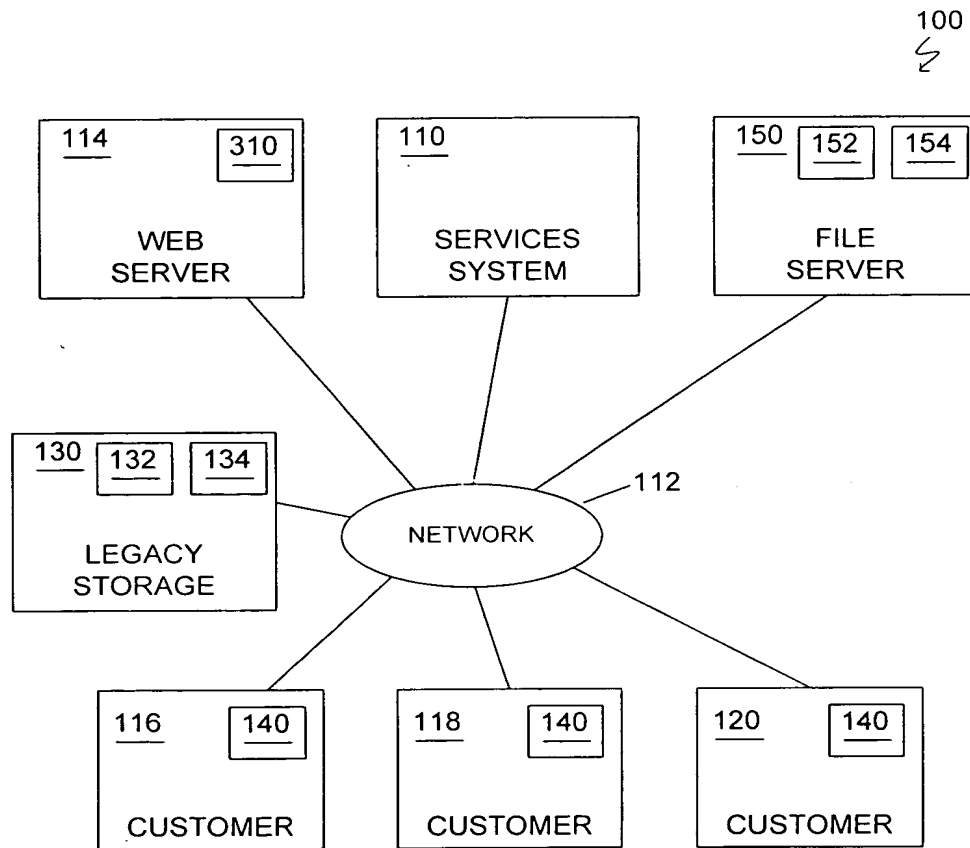 100
114 310
WEB
SERVER
110
SERVICES
SYSTEM
150 152 154
FILE
SERVER
130 132 134
LEGACY
STORAGE
NETWORK
112
116 140
CUSTOMER
118 140
CUSTOMER
120 140
CUSTOMER